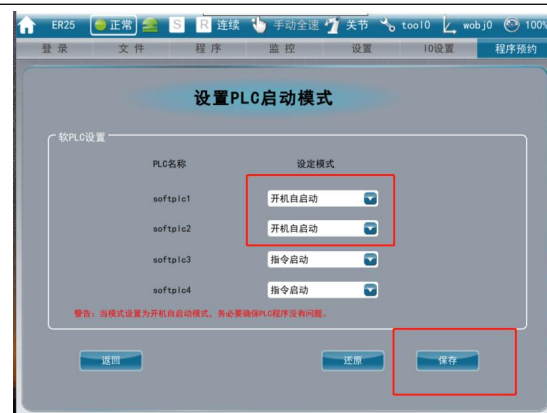 ER25 正常 S R 连续 手动全速 关节 tool0 wobj0 100%
登录 文件 程序 监控 设置 IO设置 程序预约
设置PLC启动模式
软PLC设置
PLC名称 设定模式
softplc1 开机自启动
softplc2 开机自启动
softplc3 指令启动
softplc4 指令启动
警告：当模式设置为开机自启动模式，务必要确保PLC程序没有问题。
返回 还原 保存